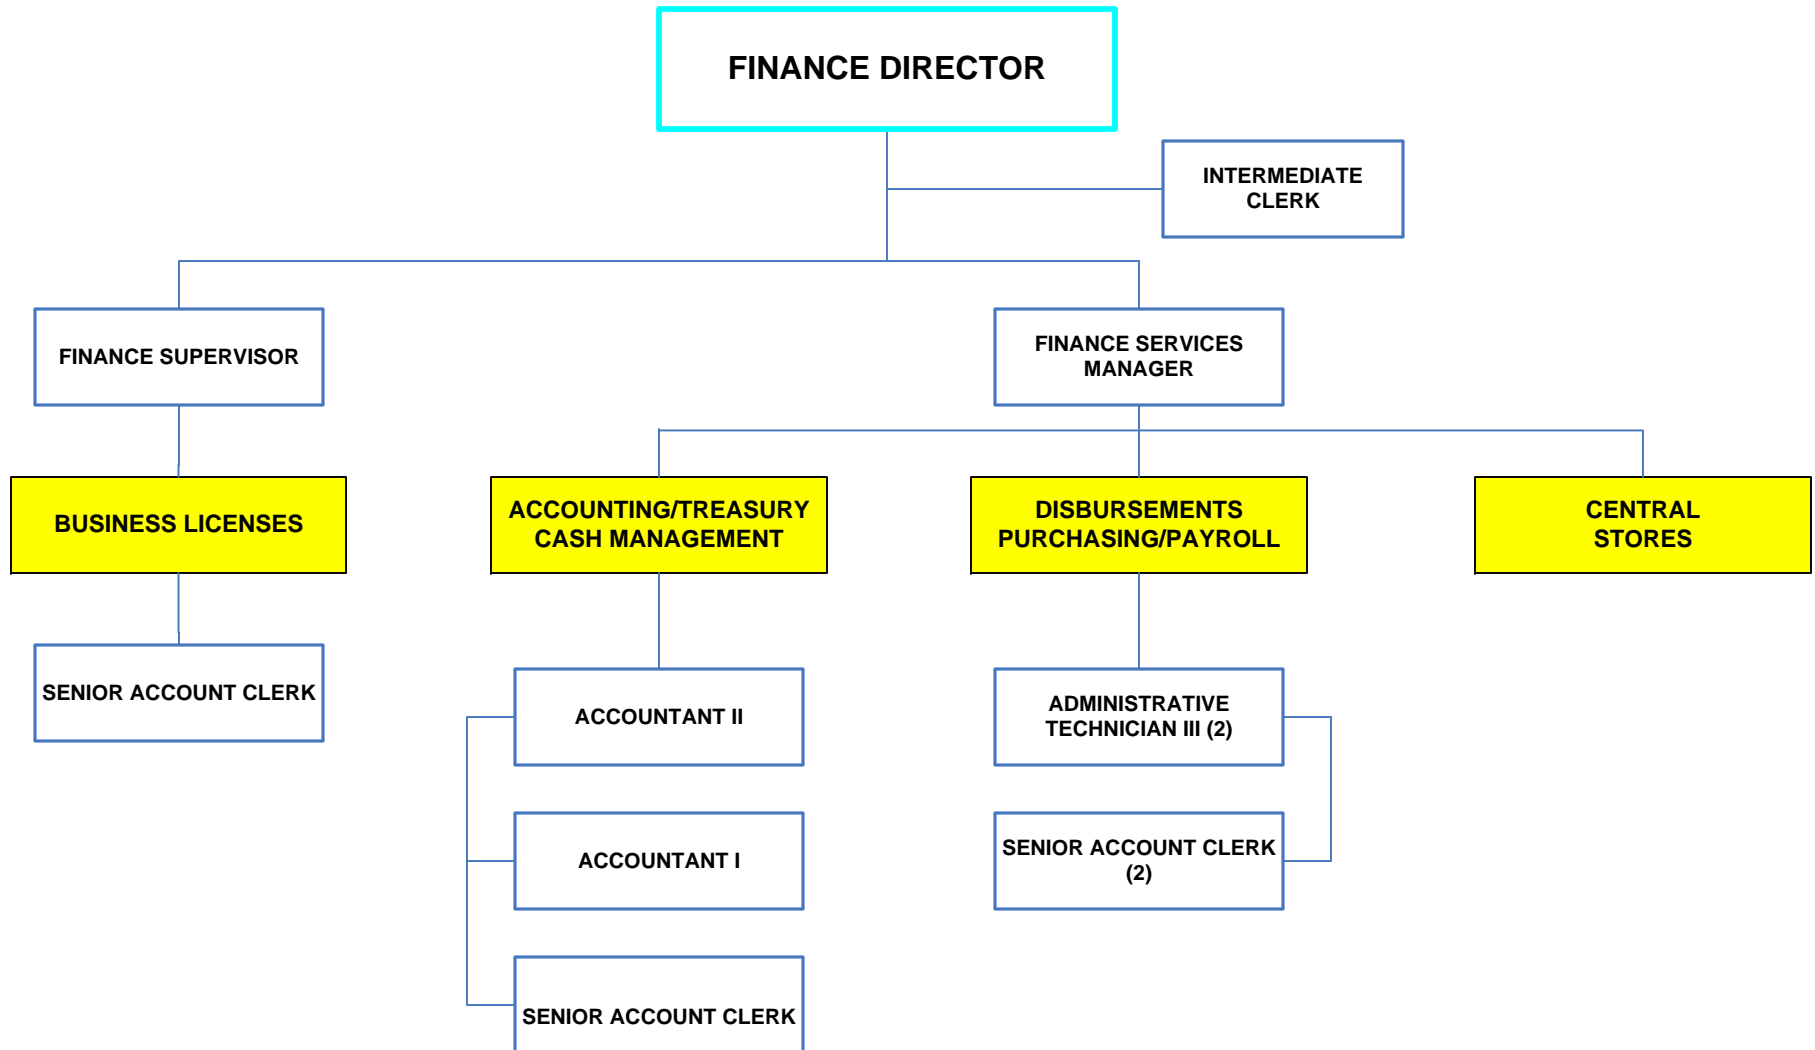 FINANCE DIRECTOR
INTERMEDIATE
CLERK
FINANCE SUPERVISOR
FINANCE SERVICES
MANAGER
BUSINESS LICENSES
ACCOUNTING/TREASURY
CASH MANAGEMENT
DISBURSEMENTS
PURCHASING/PAYROLL
CENTRAL
STORES
SENIOR ACCOUNT CLERK
ACCOUNTANT II
ADMINISTRATIVE
TECHNICIAN III (2)
ACCOUNTANT I
SENIOR ACCOUNT CLERK
(2)
SENIOR ACCOUNT CLERK